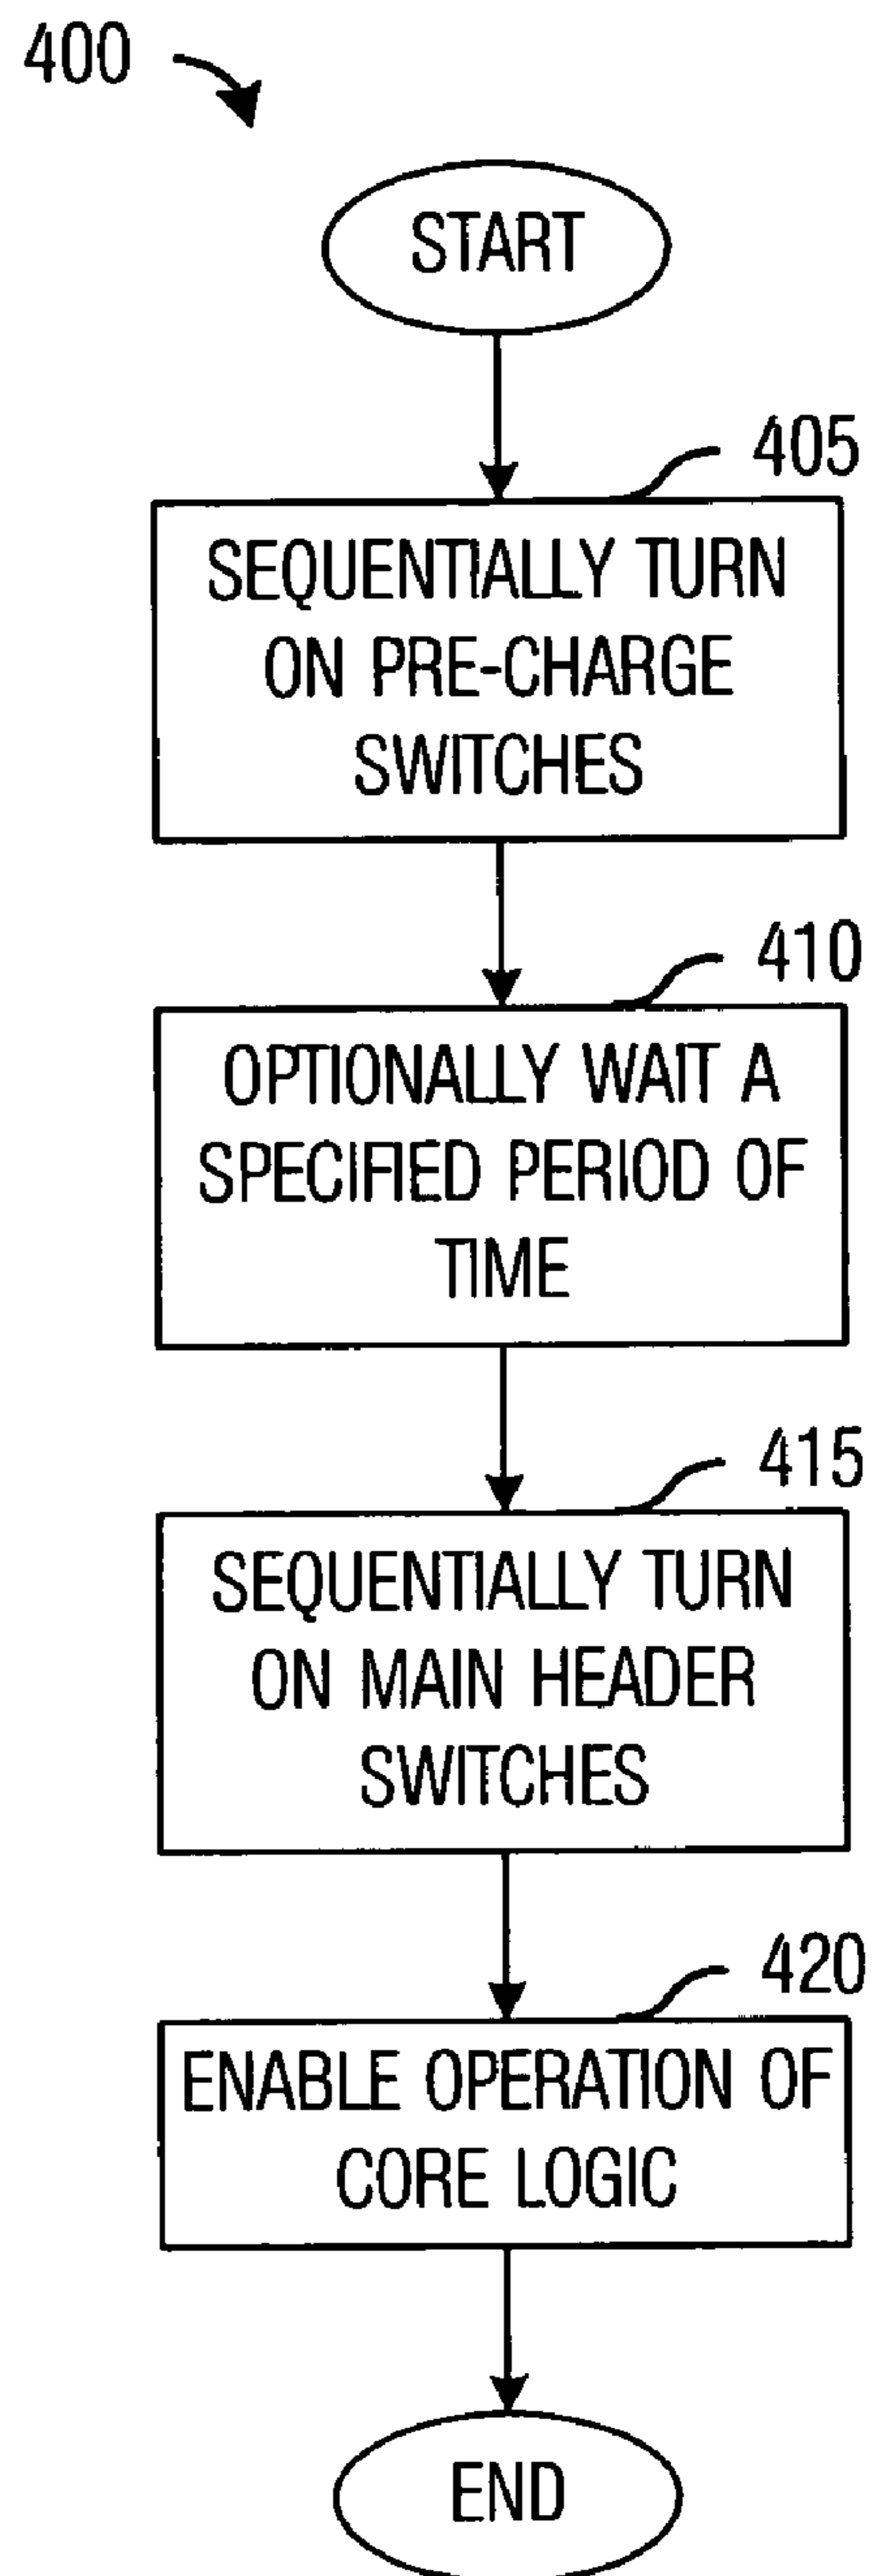 400
START
405
SEQUENTIALLY TURN
ON PRE-CHARGE
SWITCHES
410
OPTIONALLY WAIT A
SPECIFIED PERIOD OF
TIME
415
SEQUENTIALLY TURN
ON MAIN HEADER
SWITCHES
420
ENABLE OPERATION OF
CORE LOGIC
END